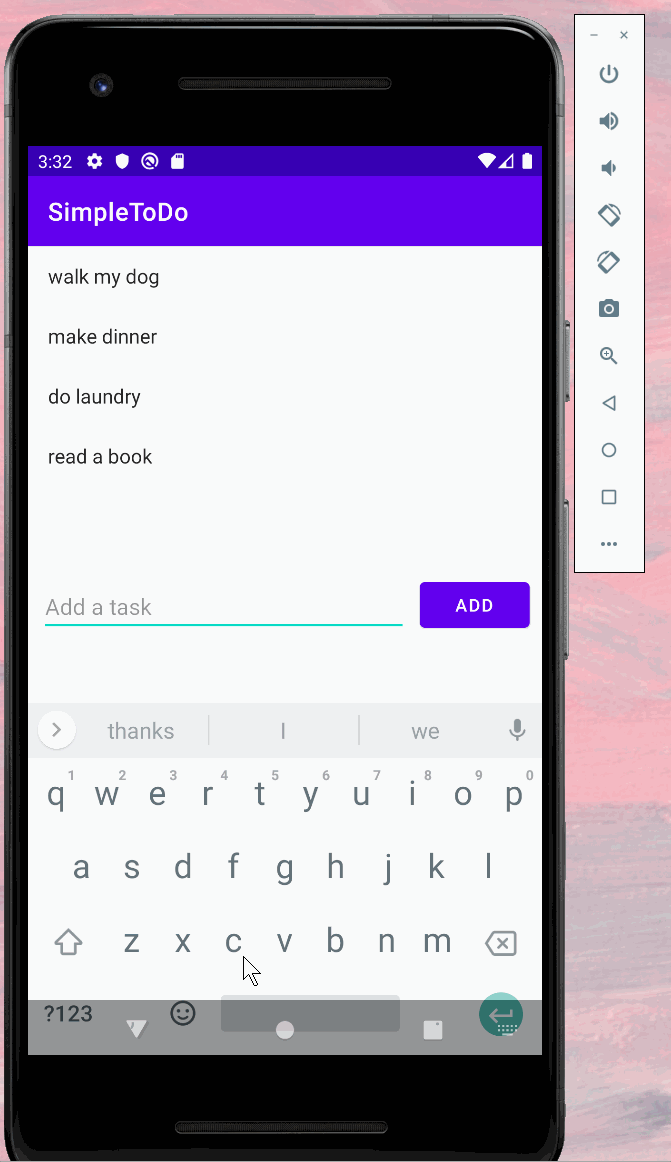 3:32
SimpleToDo
walk my dog
make dinner
do laundry
read a book
Add a task ADD
thanks I we
1 2 3 4 5 6 7 8 9 0
q w e r t y u i o p
a s d f g h j k l
z x c v b n m
?123